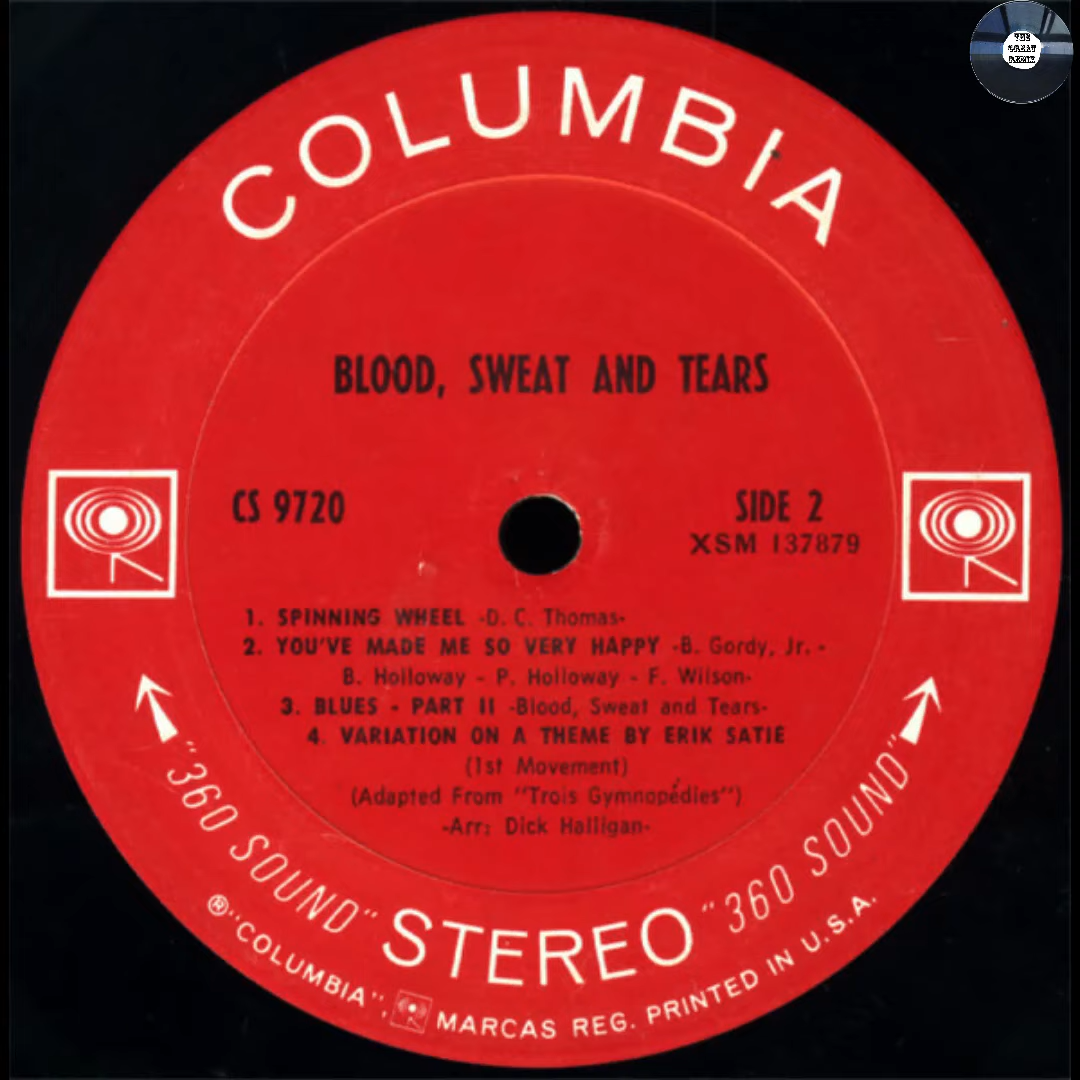 THE
GREAT
COLUMBIA
BLOOD, SWEAT AND TEARS
CS 9720
SIDE 2
XSM 137879
1. SPINNING WHEEL -D. C. Thomas-
2. YOU'VE MADE ME SO VERY HAPPY -B. Gordy, Jr. -
B. Holloway - P. Holloway - F. Wilson-
3. BLUES - PART II -Blood, Sweat and Tears-
4. VARIATION ON A THEME BY ERIK SATIE
(1st Movement)
(Adapted From "Trois Gymnopédies")
-Arr: Dick Halligan-
"360 SOUND" STEREO "360 SOUND"
® "COLUMBIA", MARCAS REG. PRINTED IN U.S.A.